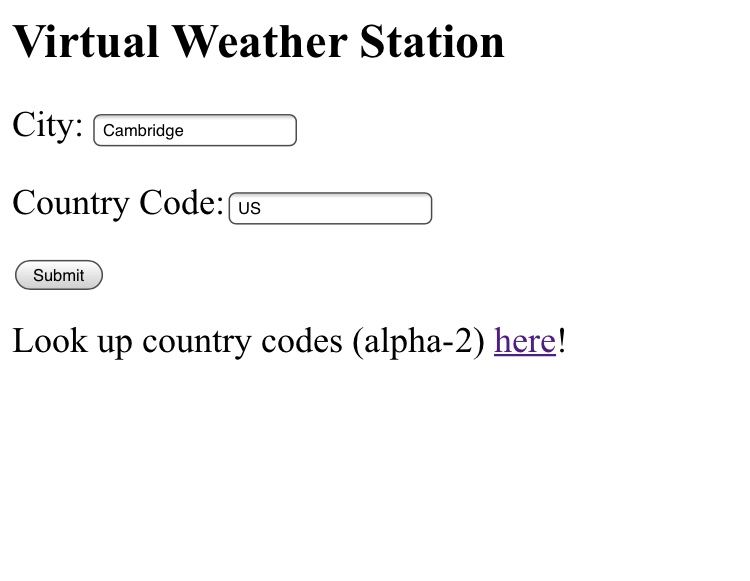 Virtual Weather Station
City: Cambridge
Country Code: US
Submit
Look up country codes (alpha-2) here!